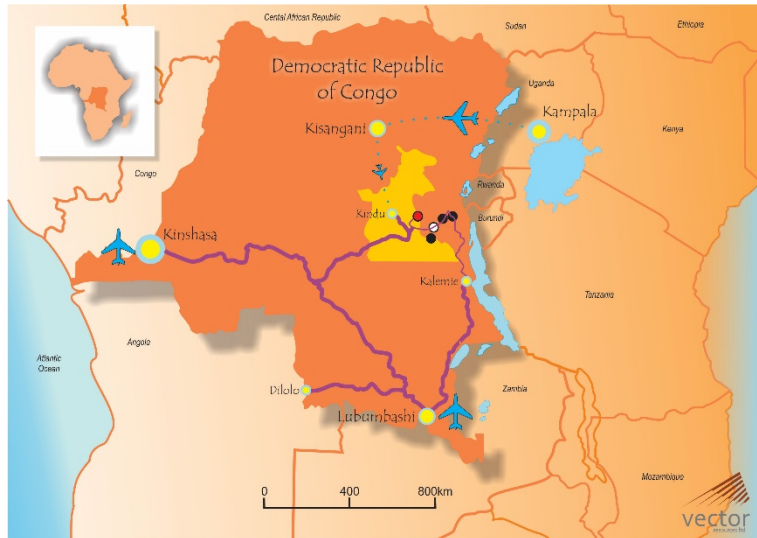 Cental African Republic
Sudan
Ethiopia
Democratic Republic
of Congo
Uganda
Kisangani
Kampala
Kenya
Congo
Rwanda
Kindu
Burundi
Kinshasa
Kalemie
Tanzania
Angola
Atlantic
Ocean
Dilolo
Zambia
Lubumbashi
Mozambique
0 400 800km
vector